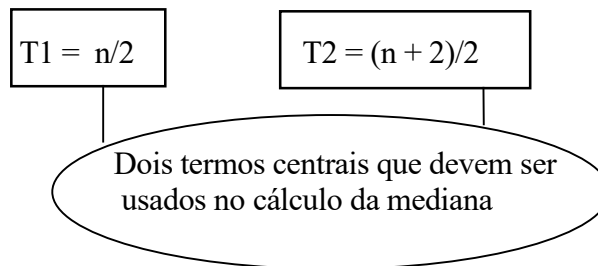 T1 = n/2
T2 = (n + 2)/2
Dois termos centrais que devem ser
usados no cálculo da mediana